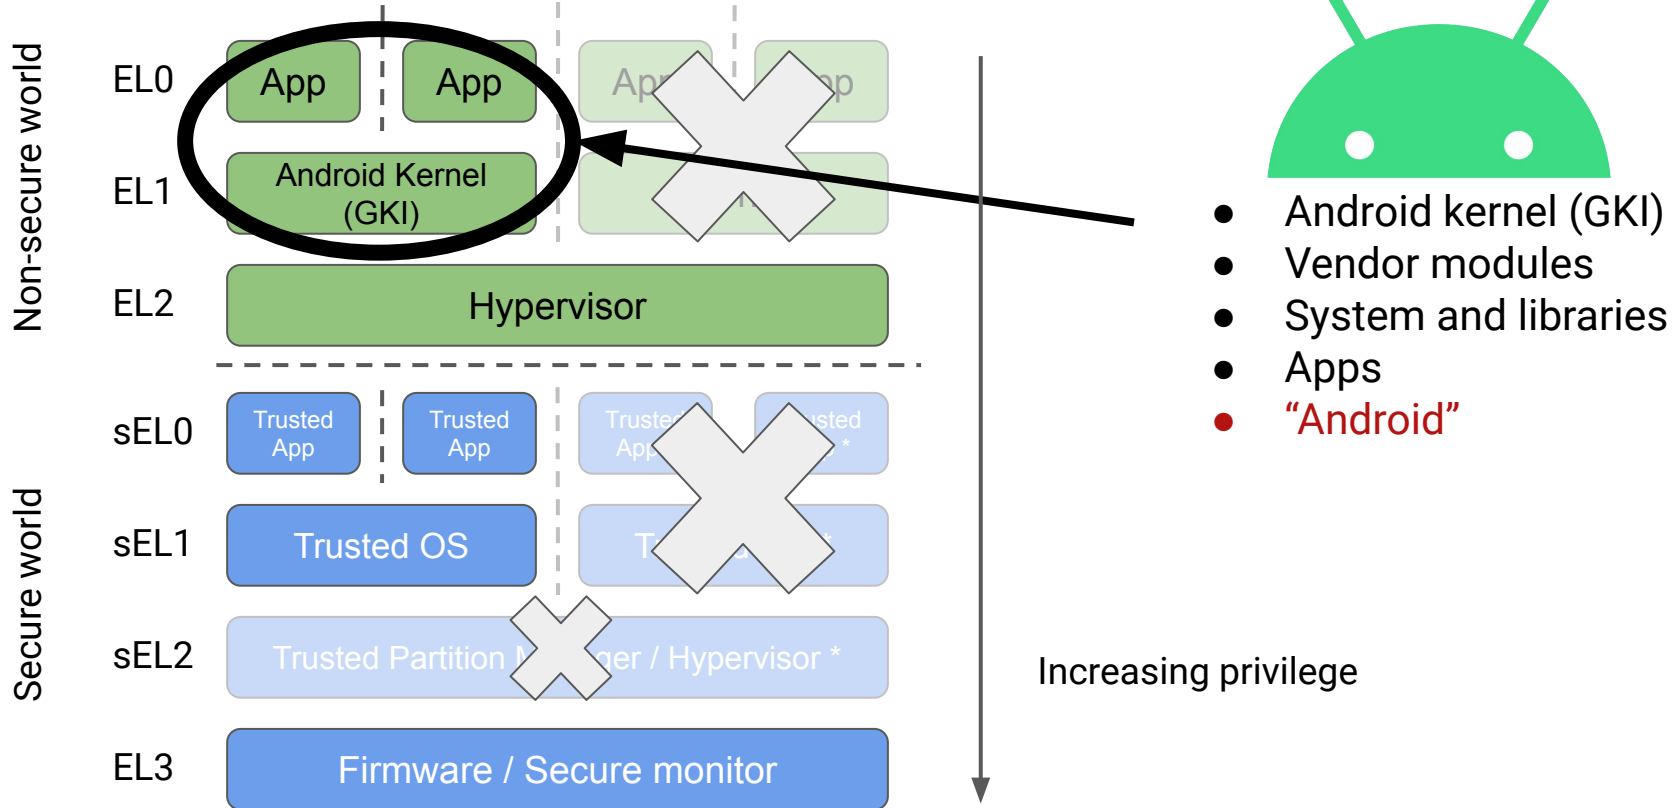 Non-secure world
EL0
App
App
EL1
Android Kernel
(GKI)
EL2
Hypervisor
Secure world
sEL0
Trusted
App
Trusted
App
Trusted
sEL1
Trusted OS
sEL2
Trusted Partition
/ Hypervisor *
EL3
Firmware / Secure monitor
Increasing privilege
● Android kernel (GKI)
● Vendor modules
● System and libraries
● Apps
● “Android”